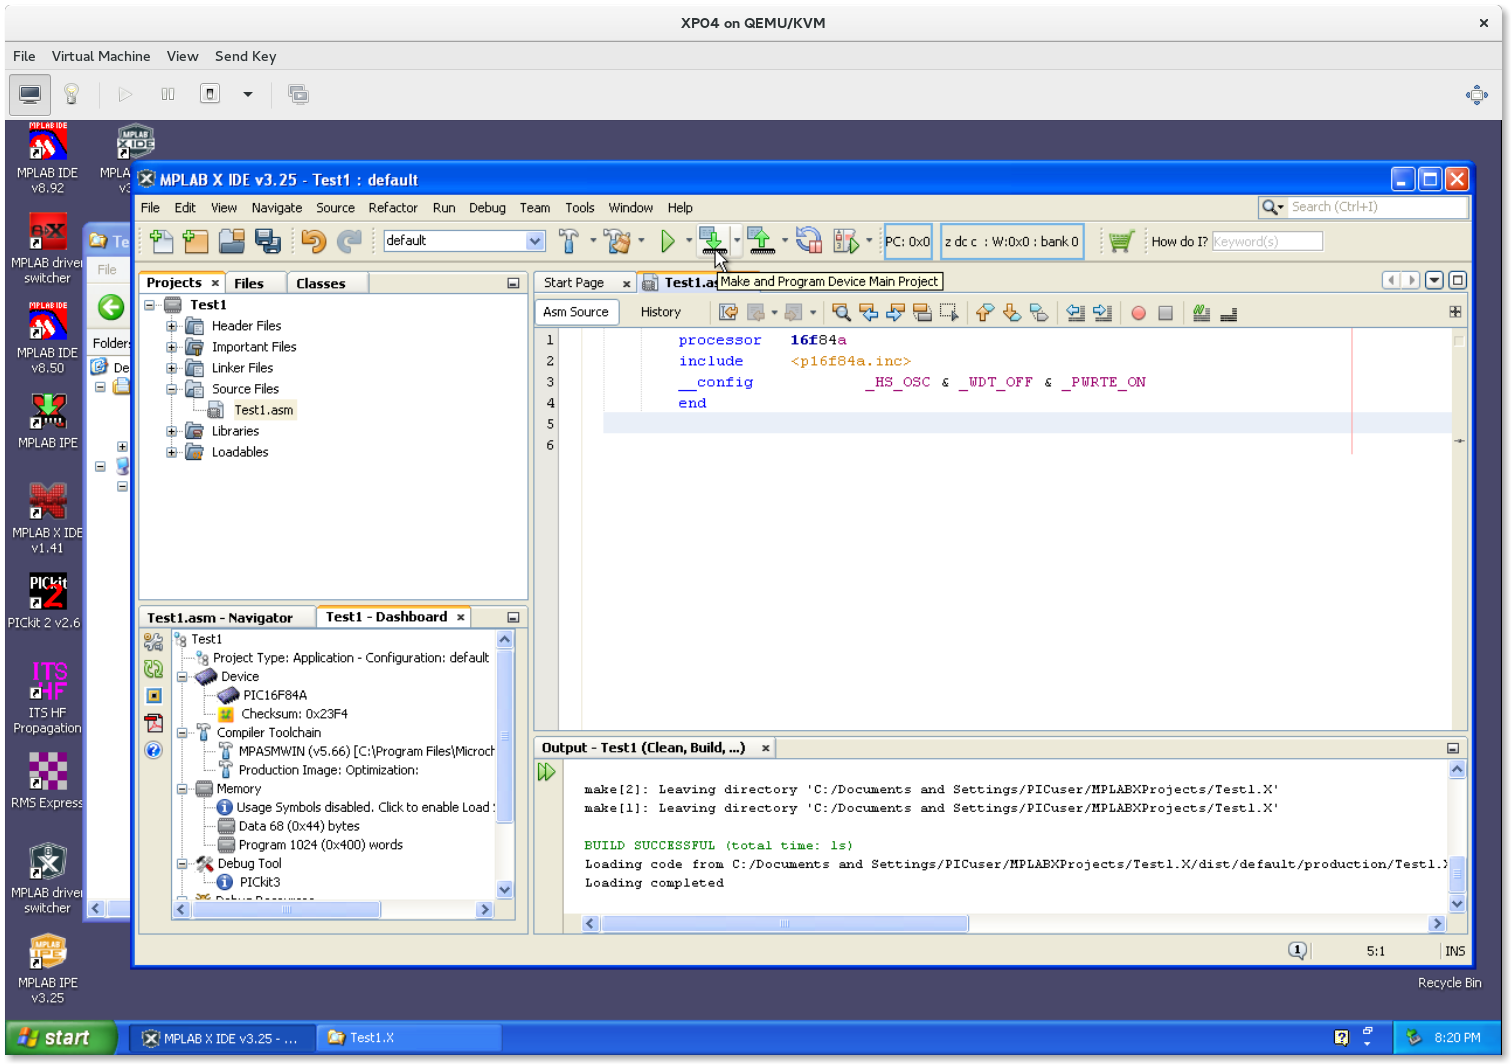 XP04 on QEMU/KVM
File Virtual Machine View Send Key
MPLAB IDE
v8.92
MPLAB driver
switcher
MPLAB IDE
v8.50
MPLAB IPE
MPLAB X IDE
v1.41
PICkit 2 v2.6
ITS HF
Propagation
RMS Express
MPLAB driver
switcher
MPLAB IPE
v3.25
File
Folders
MPLAB X IDE v3.25 - Test1 : default
File Edit View Navigate Source Refactor Run Debug Team Tools Window Help
Search (Ctrl+I)
default
PC: 0x0
z dc c : W:0x0 : bank 0
How do I? Keyword(s)
Projects Files Classes
Test1
Header Files
Important Files
Linker Files
Source Files
Test1.asm
Libraries
Loadables
Start Page Test1.as
Make and Program Device Main Project
Asm Source History
1 processor 16f84a
2 include <p16f84a.inc>
3 __config _HS_OSC & _WDT_OFF & _PWRTE_ON
4 end
5
6
Test1.asm - Navigator Test1 - Dashboard
Test1
Project Type: Application - Configuration: default
Device
PIC16F84A
Checksum: 0x23F4
Compiler Toolchain
MPASMWIN (v5.66) [C:\Program Files\Microch
Production Image: Optimization:
Memory
Usage Symbols disabled. Click to enable Load
Data 68 (0x44) bytes
Program 1024 (0x400) words
Debug Tool
PICkit3
Output - Test1 (Clean, Build, ...)
make[2]: Leaving directory 'C:/Documents and Settings/PICuser/MPLABXProjects/Test1.X'
make[1]: Leaving directory 'C:/Documents and Settings/PICuser/MPLABXProjects/Test1.X'
BUILD SUCCESSFUL (total time: 1s)
Loading code from C:/Documents and Settings/PICuser/MPLABXProjects/Test1.X/dist/default/production/Test1.X
Loading completed
1 5:1 INS
Recycle Bin
start MPLAB X IDE v3.25 - ... Test1.X 8:20 PM